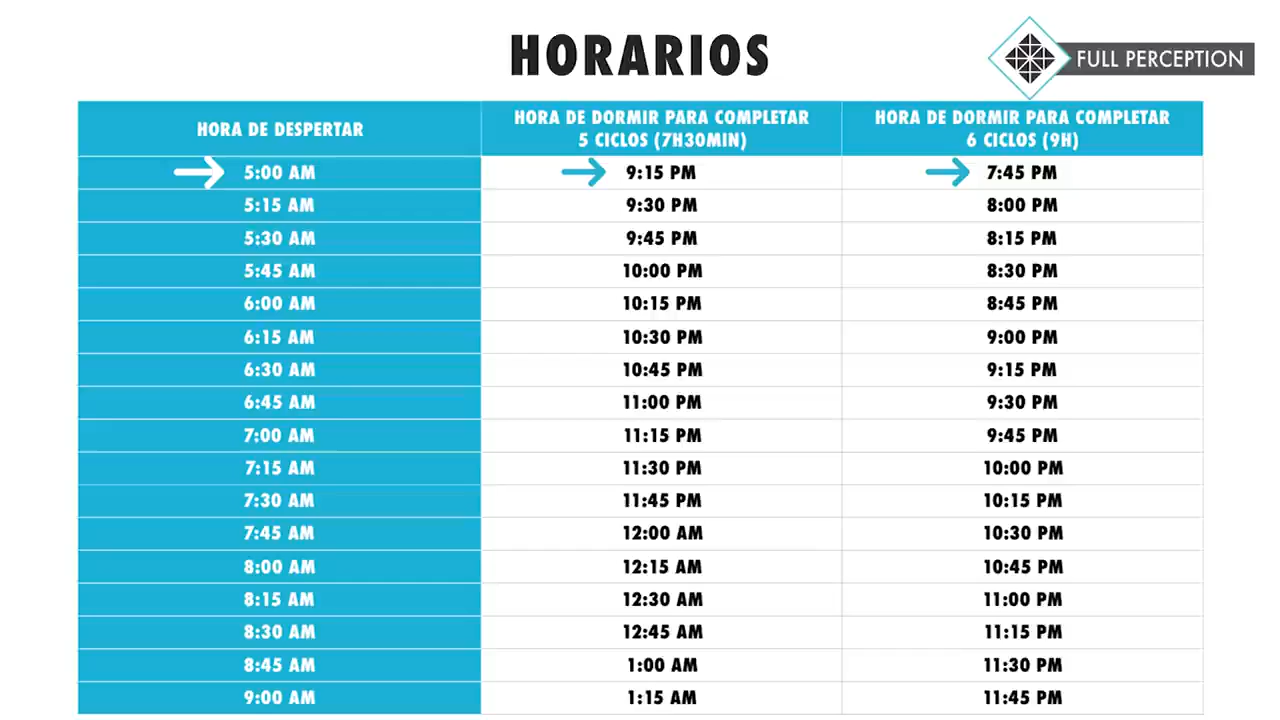 HORARIOS
FULL PERCEPTION
HORA DE DESPERTAR
HORA DE DORMIR PARA COMPLETAR
5 CICLOS (7H30MIN)
HORA DE DORMIR PARA COMPLETAR
6 CICLOS (9H)
5:00 AM 9:15 PM 7:45 PM
5:15 AM 9:30 PM 8:00 PM
5:30 AM 9:45 PM 8:15 PM
5:45 AM 10:00 PM 8:30 PM
6:00 AM 10:15 PM 8:45 PM
6:15 AM 10:30 PM 9:00 PM
6:30 AM 10:45 PM 9:15 PM
6:45 AM 11:00 PM 9:30 PM
7:00 AM 11:15 PM 9:45 PM
7:15 AM 11:30 PM 10:00 PM
7:30 AM 11:45 PM 10:15 PM
7:45 AM 12:00 AM 10:30 PM
8:00 AM 12:15 AM 10:45 PM
8:15 AM 12:30 AM 11:00 PM
8:30 AM 12:45 AM 11:15 PM
8:45 AM 1:00 AM 11:30 PM
9:00 AM 1:15 AM 11:45 PM